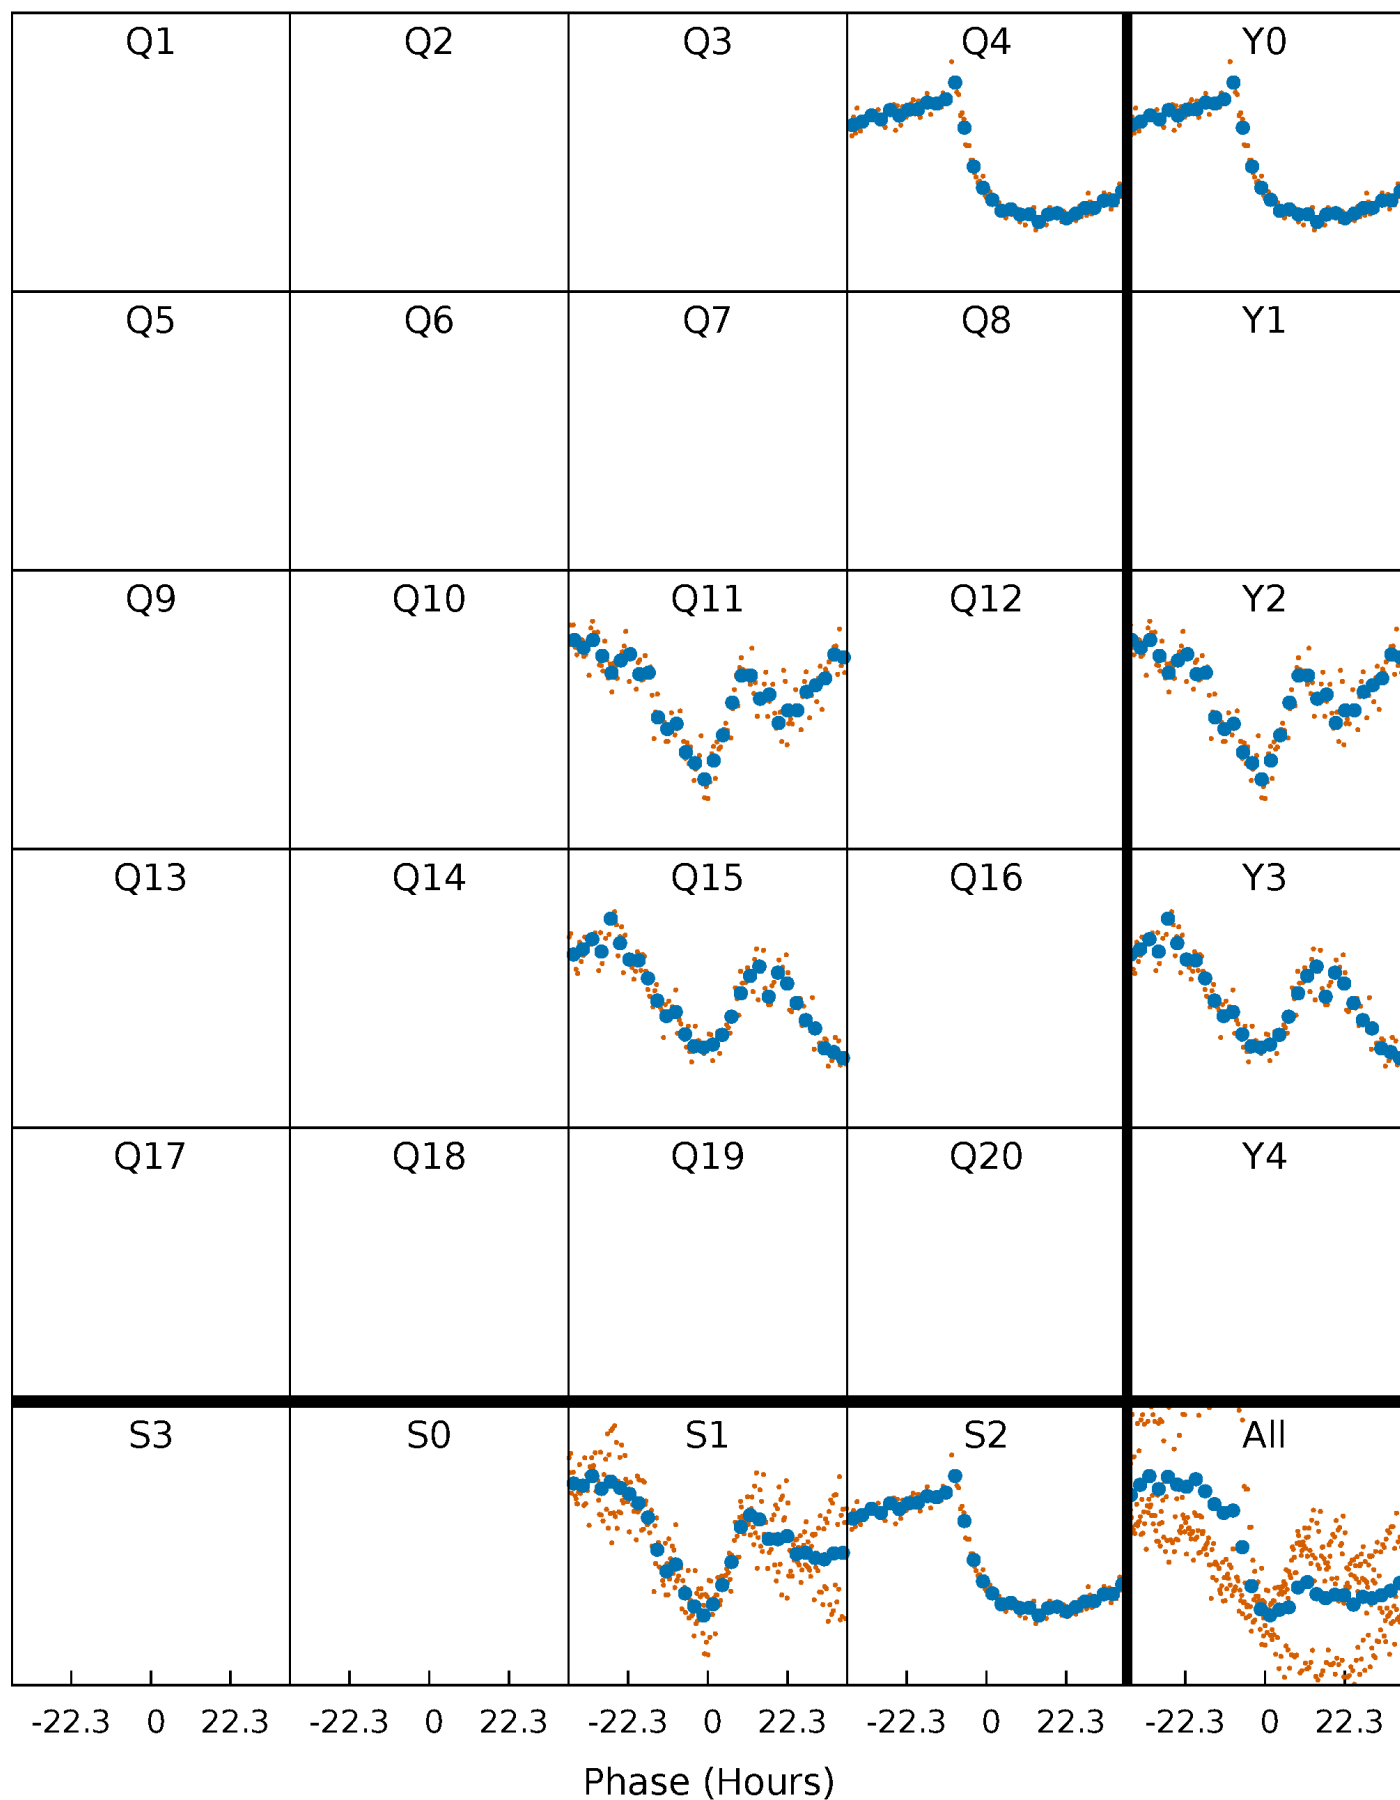 Q1 Q2 Q3 Q4 Y0
Q5 Q6 Q7 Q8 Y1
Q9 Q10 Q11 Q12 Y2
Q13 Q14 Q15 Q16 Y3
Q17 Q18 Q19 Q20 Y4
S3 S0 S1 S2 All
-22.3 0 22.3 -22.3 0 22.3 -22.3 0 22.3 -22.3 0 22.3 -22.3 0 22.3
Phase (Hours)